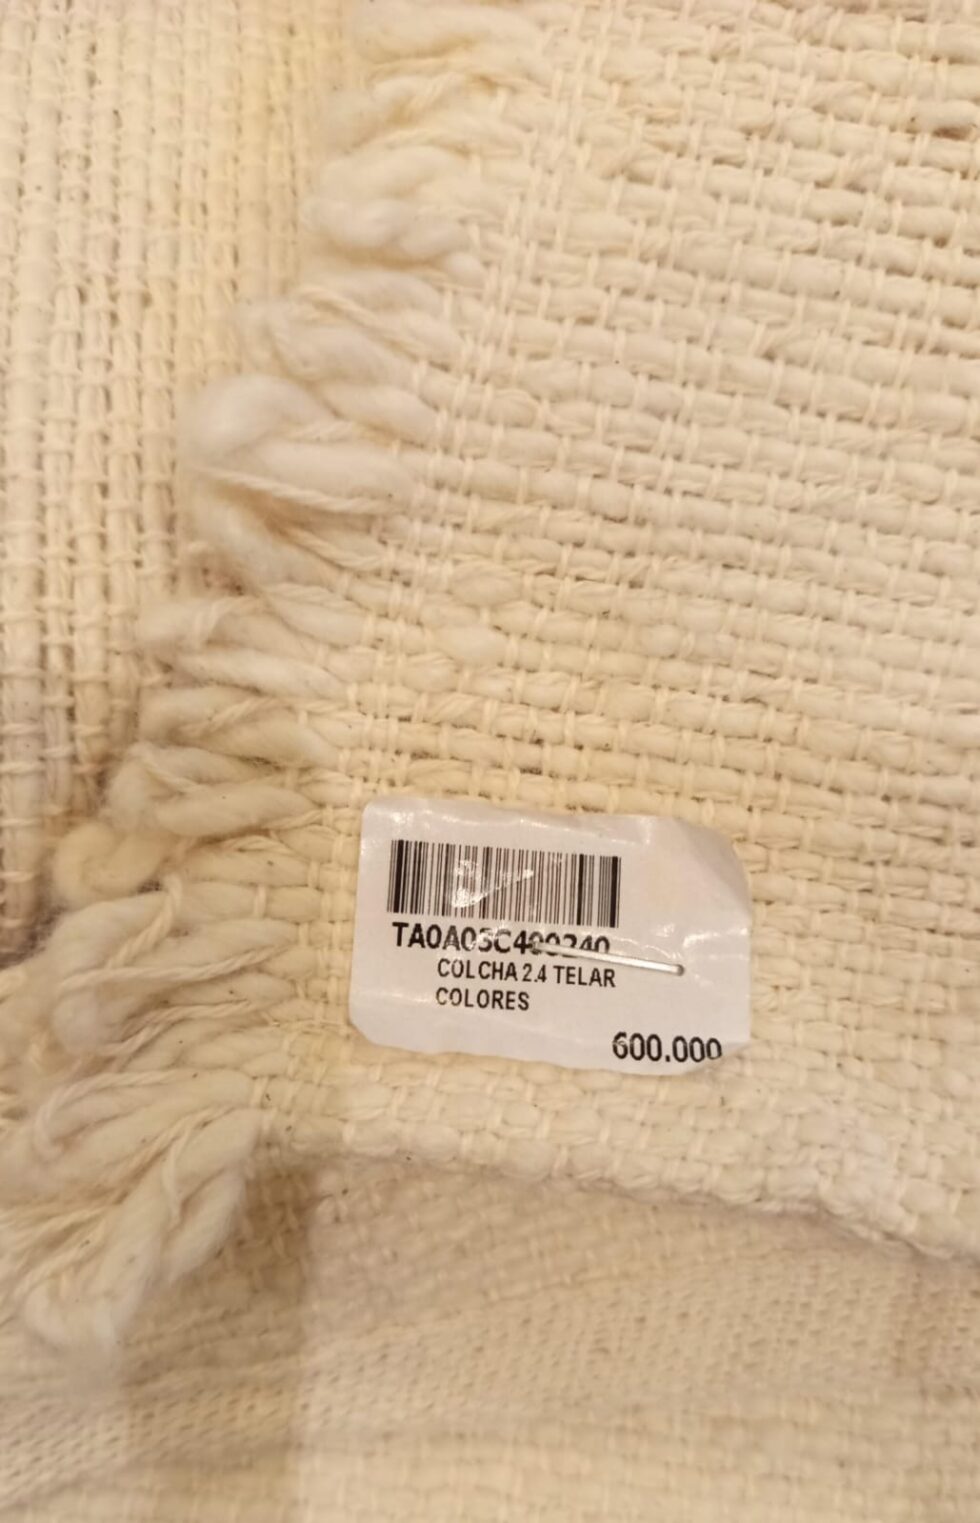 COLCHA 2.4 TELAR
COLORES
600.000